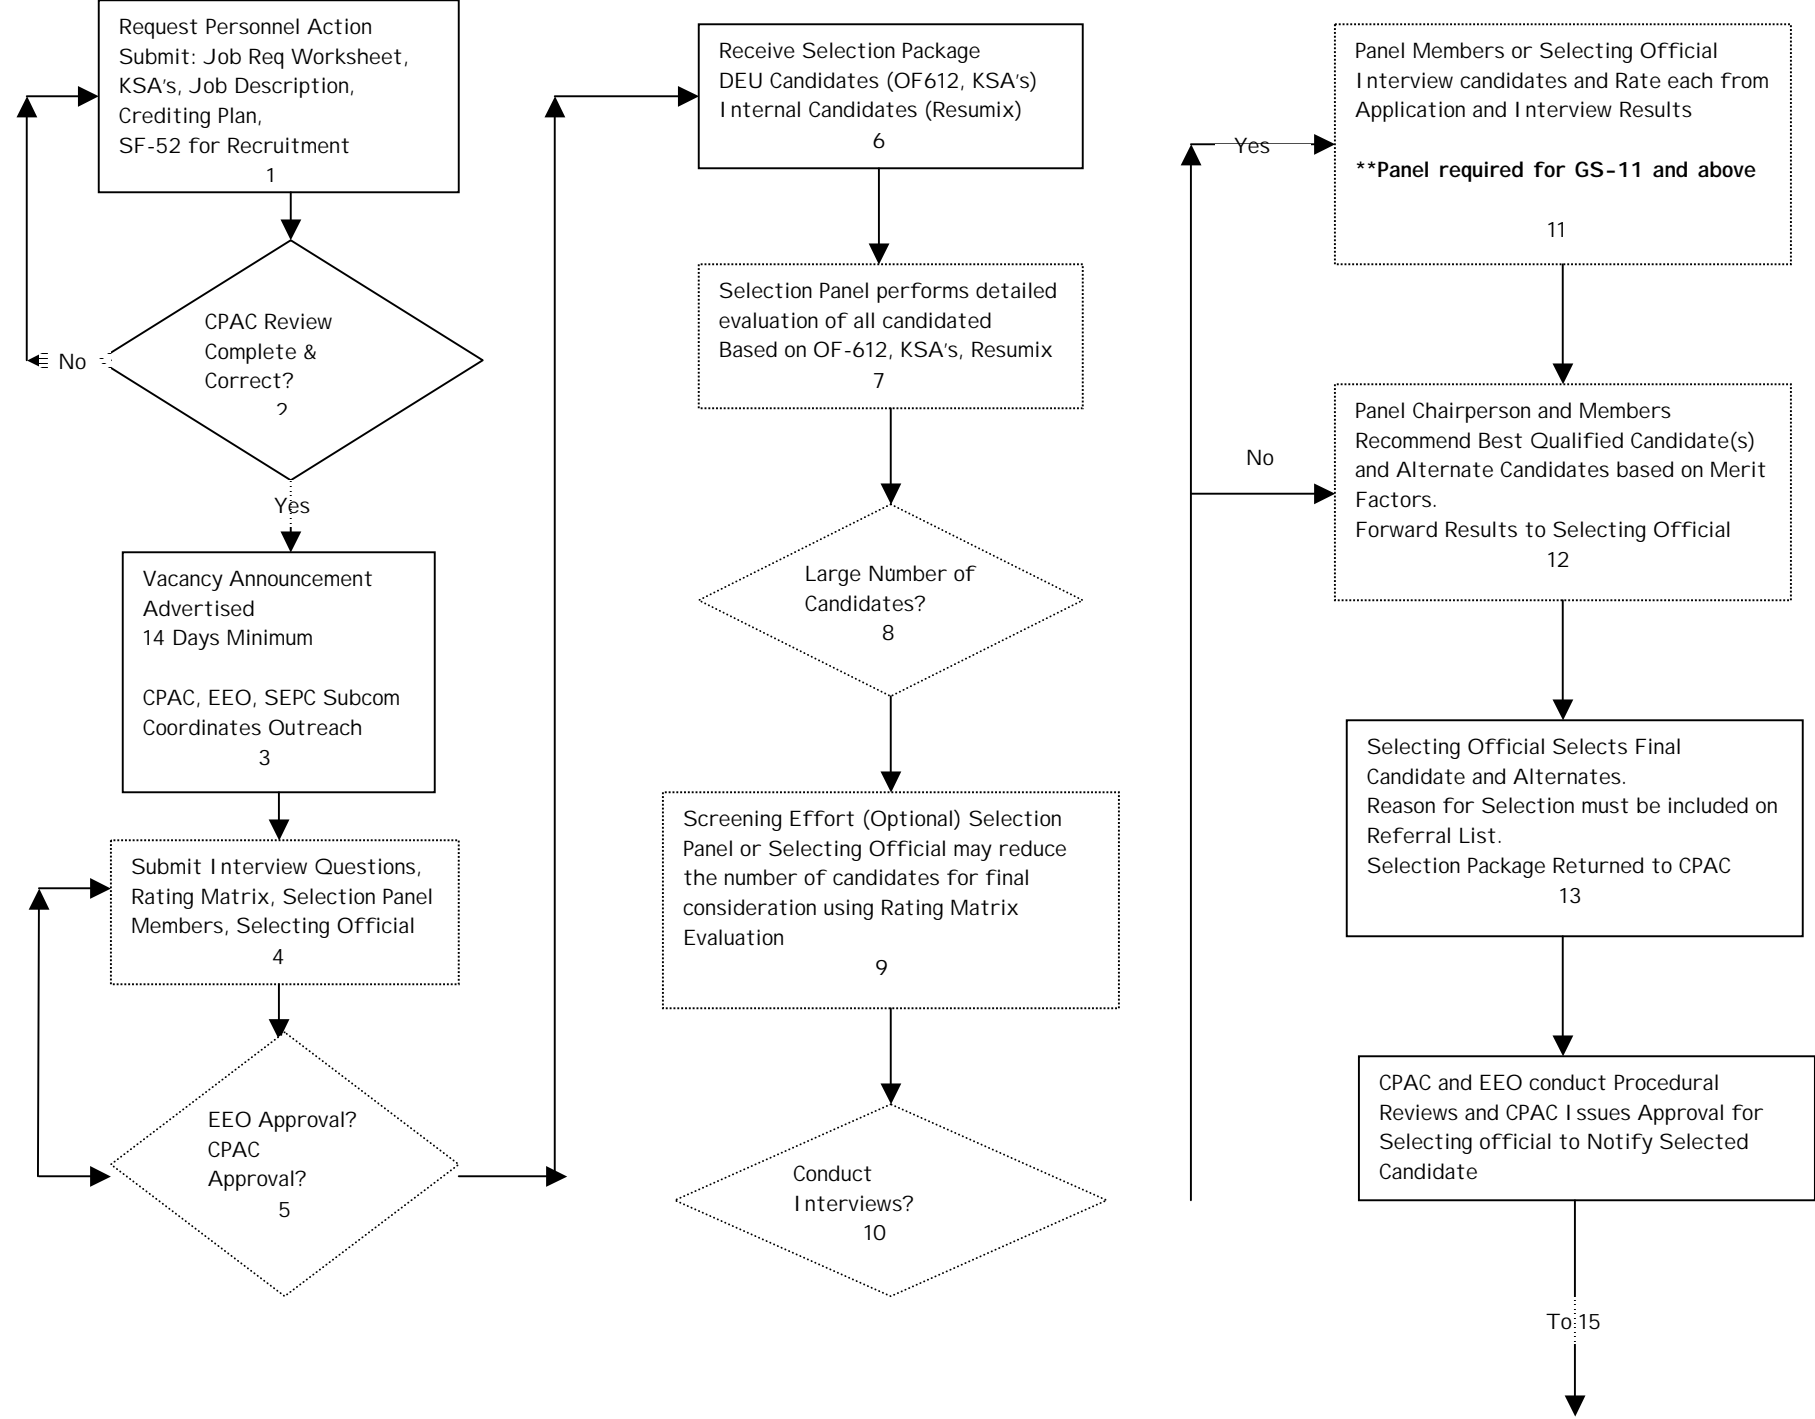 Request Personnel Action
Submit: Job Req Worksheet,
KSA's, Job Description,
Crediting Plan,
SF-52 for Recruitment
1
CPAC Review
Complete &
Correct?
2
No
Yes
Vacancy Announcement
Advertised
14 Days Minimum
CPAC, EEO, SEPC Subcom
Coordinates Outreach
3
Submit Interview Questions,
Rating Matrix, Selection Panel
Members, Selecting Official
4
EEO Approval?
CPAC
Approval?
5
Receive Selection Package
DEU Candidates (OF612, KSA's)
Internal Candidates (Resumix)
6
Selection Panel performs detailed
evaluation of all candidated
Based on OF-612, KSA's, Resumix
7
Large Number of
Candidates?
8
Screening Effort (Optional) Selection
Panel or Selecting Official may reduce
the number of candidates for final
consideration using Rating Matrix
Evaluation
9
Conduct
Interviews?
10
Yes
No
Panel Members or Selecting Official
Interview candidates and Rate each from
Application and Interview Results
**Panel required for GS-11 and above
11
Panel Chairperson and Members
Recommend Best Qualified Candidate(s)
and Alternate Candidates based on Merit
Factors.
Forward Results to Selecting Official
12
Selecting Official Selects Final
Candidate and Alternates.
Reason for Selection must be included on
Referral List.
Selection Package Returned to CPAC
13
CPAC and EEO conduct Procedural
Reviews and CPAC Issues Approval for
Selecting official to Notify Selected
Candidate
To 15